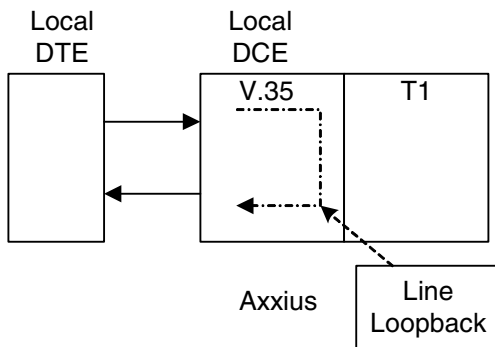 Local
DTE
Local
DCE
V.35
T1
Axxius
Line
Loopback